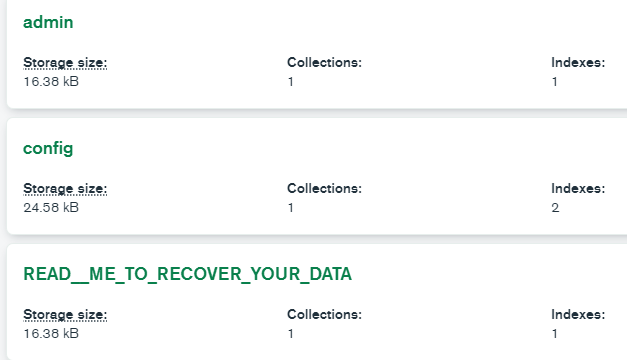 admin
Storage size: Collections: Indexes:
16.38 kB 1 1
config
Storage size: Collections: Indexes:
24.58 kB 1 2
READ__ME_TO_RECOVER_YOUR_DATA
Storage size: Collections: Indexes:
16.38 kB 1 1